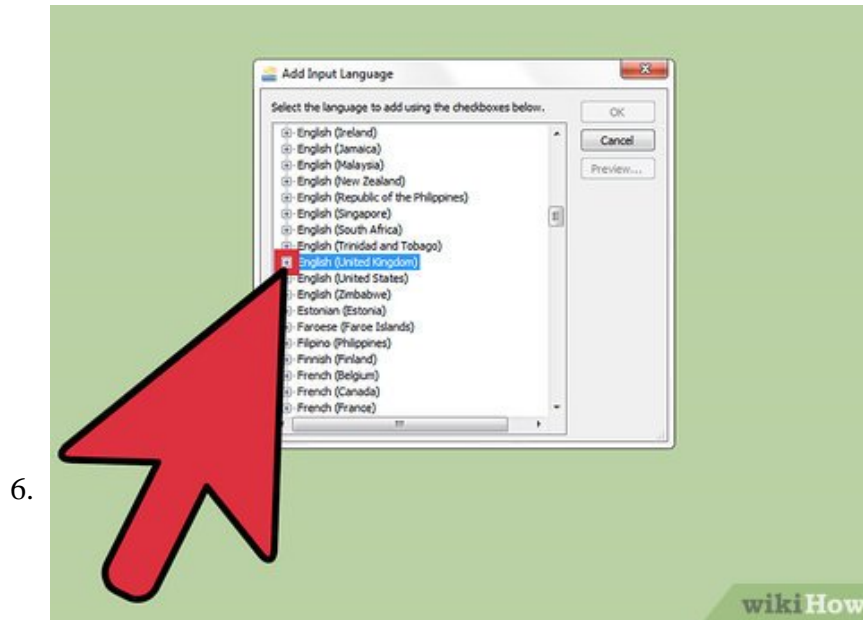 Add Input Language
Select the language to add using the checkboxes below.
OK
Cancel
Preview...
English (Ireland)
English (Jamaica)
English (Malaysia)
English (New Zealand)
English (Republic of the Philippines)
English (Singapore)
English (South Africa)
English (Trinidad and Tobago)
English (United Kingdom)
English (United States)
English (Zimbabwe)
Estonian (Estonia)
Faroese (Faroe Islands)
Filipino (Philippines)
Finnish (Finland)
French (Belgium)
French (Canada)
French (France)
6.
wikiHow